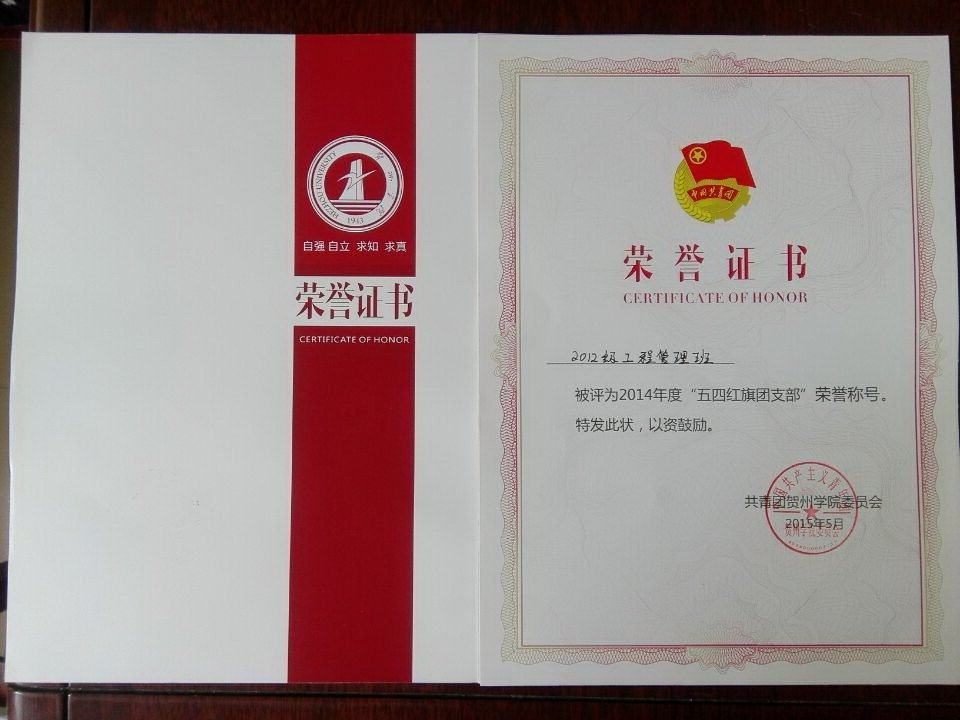 HEZHOU UNIVERSITY
1943
自强 自立 求知 求真
荣誉证书
CERTIFICATE OF HONOR
中国共青团
荣誉证书
CERTIFICATE OF HONOR
2012级工程管理班
被评为2014年度“五四红旗团支部”荣誉称号。
特发此状，以资鼓励。
共青团贺州学院委员会
2015年5月